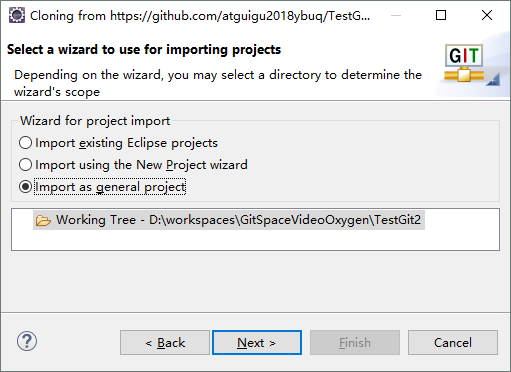 Cloning from https://github.com/atguigu2018ybuq/TestG...
Select a wizard to use for importing projects
Depending on the wizard, you may select a directory to determine the
wizard's scope
GIT
Wizard for project import
Import existing Eclipse projects
Import using the New Project wizard
Import as general project
Working Tree - D:\workspaces\GitSpaceVideoOxygen\TestGit2
?
< Back
Next >
Finish
Cancel